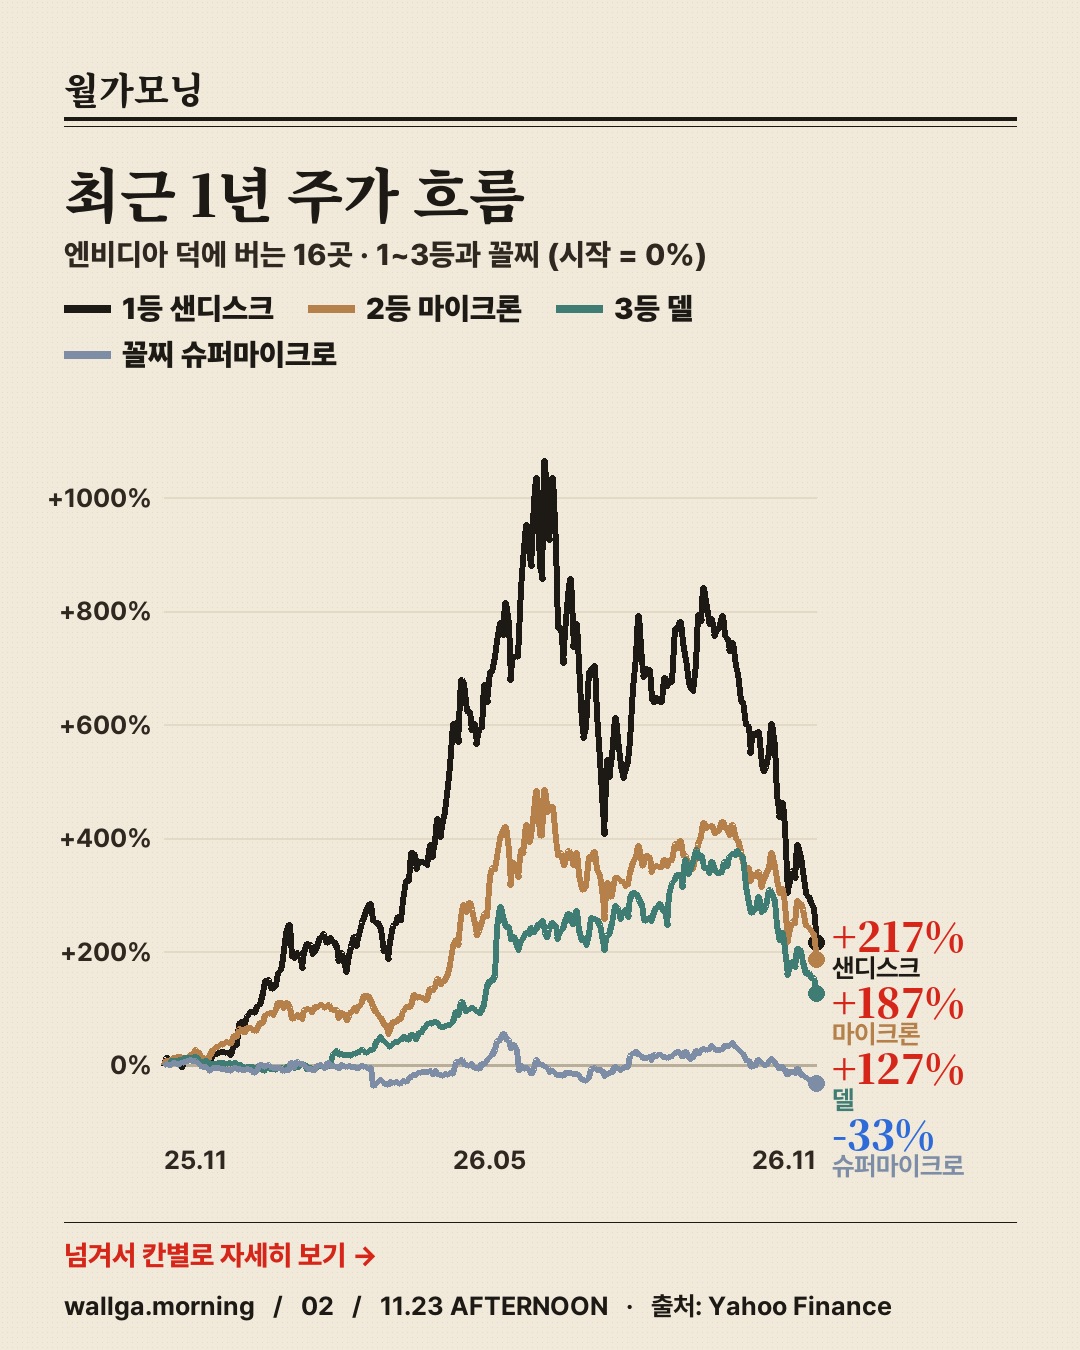 월가모닝
최근 1년 주가 흐름
엔비디아 덕에 버는 16곳 · 1~3등과 꼴찌 (시작 = 0%)
1등 샌디스크 2등 마이크론 3등 델
꼴찌 슈퍼마이크로
+1000%
+800%
+600%
+400%
+200%
0%
+217%
샌디스크
+187%
마이크론
+127%
델
-33%
슈퍼마이크로
25.11 26.05 26.11
넘겨서 칸별로 자세히 보기 →
wallga.morning / 02 / 11.23 AFTERNOON · 출처: Yahoo Finance